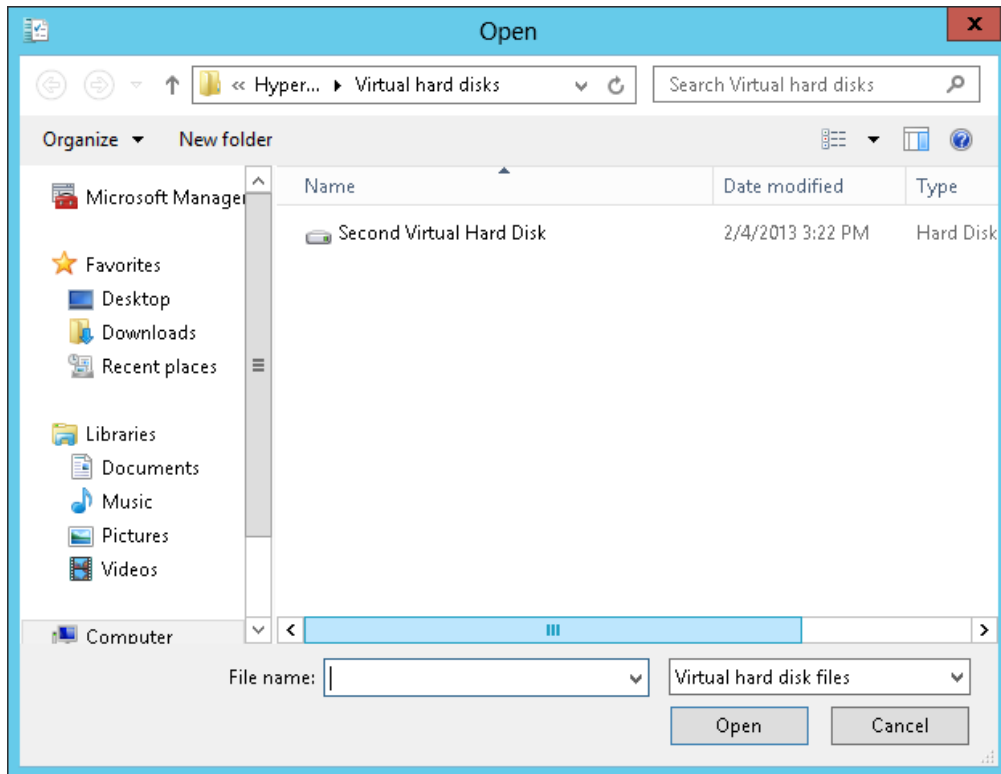 Open
« Hyper... Virtual hard disks
Search Virtual hard disks
Organize
New folder
Microsoft Manager
Name
Date modified
Type
Second Virtual Hard Disk
2/4/2013 3:22 PM
Hard Disk
Favorites
Desktop
Downloads
Recent places
Libraries
Documents
Music
Pictures
Videos
Computer
File name:
Virtual hard disk files
Open
Cancel